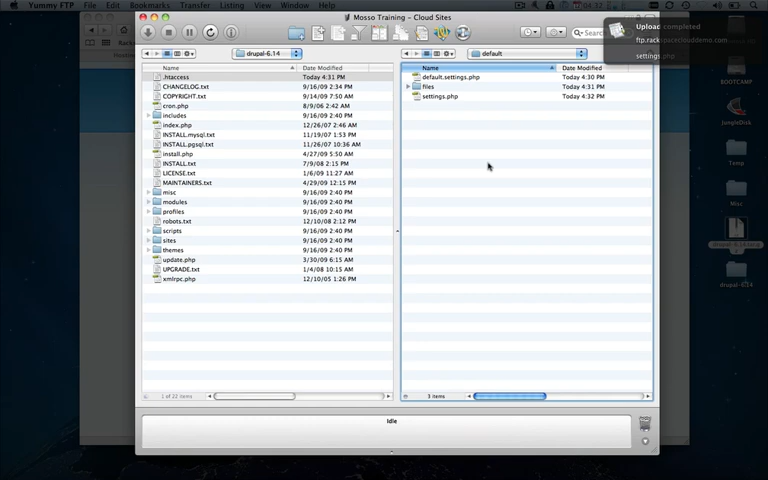 Yummy FTP File Edit Bookmarks Transfer Listing View Window Help
Mosso Training – Cloud Sites
Upload completed
ftp.rackspaceclouddemo.com
settings.php
drupal-6.14
default
Name Date Modified
.htaccess Today 4:31 PM
CHANGELOG.txt 9/16/09 2:34 PM
COPYRIGHT.txt 9/14/09 7:50 AM
cron.php 8/9/06 2:42 AM
includes 9/16/09 2:40 PM
index.php 12/26/07 2:46 AM
INSTALL.mysql.txt 11/19/07 1:53 PM
INSTALL.pgsql.txt 11/26/07 10:36 AM
install.php 4/27/09 5:50 AM
INSTALL.txt 7/9/08 2:15 PM
LICENSE.txt 1/6/09 11:27 AM
MAINTAINERS.txt 4/29/09 12:15 PM
misc 9/16/09 2:40 PM
modules 9/16/09 2:40 PM
profiles 9/16/09 2:40 PM
robots.txt 12/10/08 2:12 PM
scripts 9/16/09 2:40 PM
sites 9/16/09 2:40 PM
themes 9/16/09 2:40 PM
update.php 3/30/09 6:15 AM
UPGRADE.txt 1/4/08 10:15 AM
xmlrpc.php 12/10/05 1:26 PM
1 of 22 items
Name Date Modified
default.settings.php Today 4:30 PM
files Today 4:31 PM
settings.php Today 4:32 PM
3 items
Idle
BOOTCAMP
JungleDisk
Temp
Misc
drupal-6.14